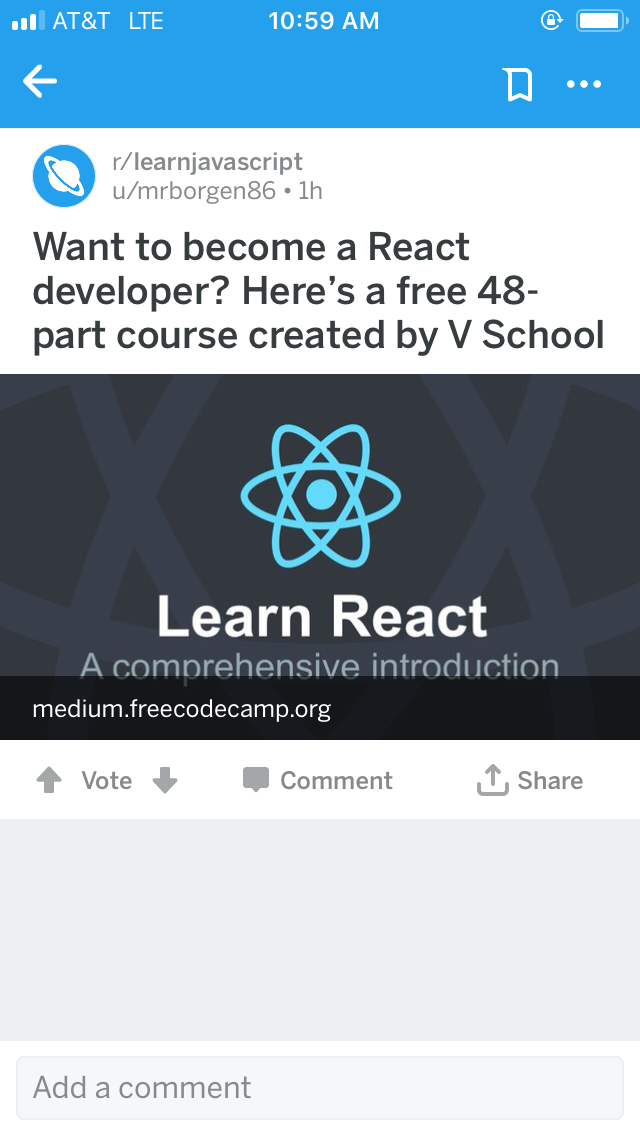 AT&T LTE 10:59 AM
r/learnjavascript
u/mrborgen86 • 1h
Want to become a React
developer? Here’s a free 48-
part course created by V School
Learn React
A comprehensive introduction
medium.freecodecamp.org
Vote Comment Share
Add a comment